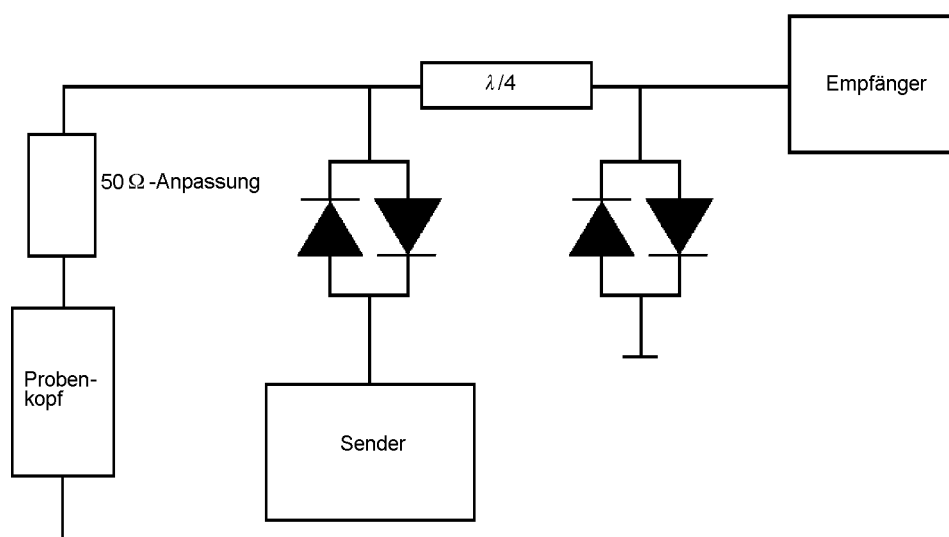 λ/4
Empfänger
50 Ω -Anpassung
Proben-
kopf
Sender